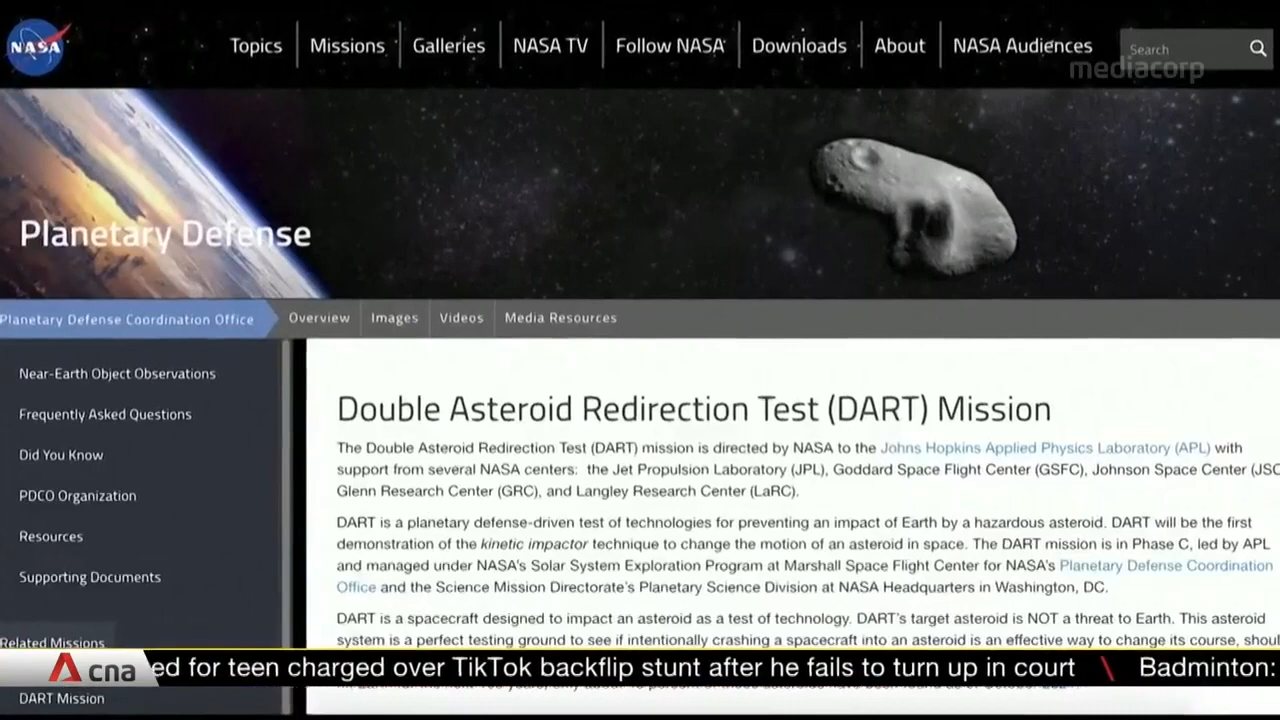 NASA
Topics
Missions
Galleries
NASA TV
Follow NASA
Downloads
About
NASA Audiences
Search
mediacorp
Planetary Defense
Planetary Defense Coordination Office
Overview
Images
Videos
Media Resources
Near-Earth Object Observations
Frequently Asked Questions
Did You Know
PDCO Organization
Resources
Supporting Documents
Related Missions
DART Mission
Double Asteroid Redirection Test (DART) Mission
The Double Asteroid Redirection Test (DART) mission is directed by NASA to the Johns Hopkins Applied Physics Laboratory (APL) with
support from several NASA centers: the Jet Propulsion Laboratory (JPL), Goddard Space Flight Center (GSFC), Johnson Space Center (JSC
Glenn Research Center (GRC), and Langley Research Center (LaRC).
DART is a planetary defense-driven test of technologies for preventing an impact of Earth by a hazardous asteroid. DART will be the first
demonstration of the kinetic impactor technique to change the motion of an asteroid in space. The DART mission is in Phase C, led by APL
and managed under NASA's Solar System Exploration Program at Marshall Space Flight Center for NASA's Planetary Defense Coordination
Office and the Science Mission Directorate's Planetary Science Division at NASA Headquarters in Washington, DC.
DART is a spacecraft designed to impact an asteroid as a test of technology. DART's target asteroid is NOT a threat to Earth. This asteroid
system is a perfect testing ground to see if intentionally crashing a spacecraft into an asteroid is an effective way to change its course, shoul
cna
ed for teen charged over TikTok backflip stunt after he fails to turn up in court \ Badminton: